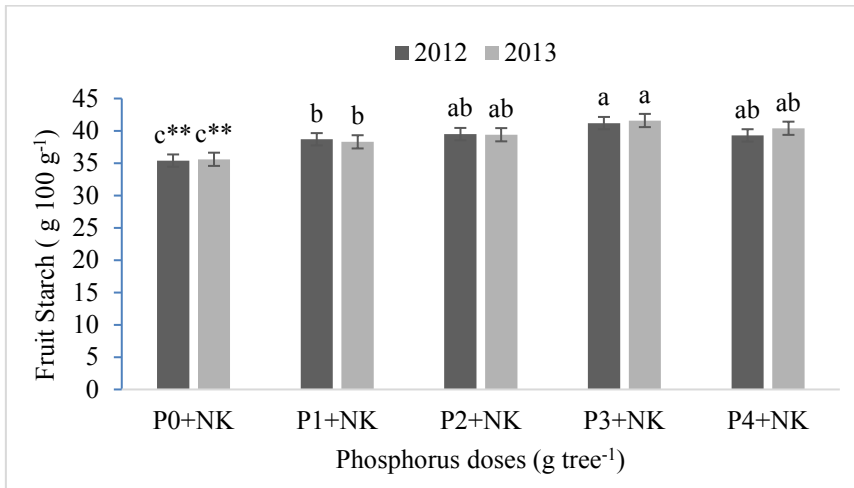 2012 2013
Fruit Starch ( g 100 g⁻¹)
45
40
35
30
25
20
15
10
5
0
c** c** b b ab ab a a ab ab
P0+NK P1+NK P2+NK P3+NK P4+NK
Phosphorus doses (g tree⁻¹)